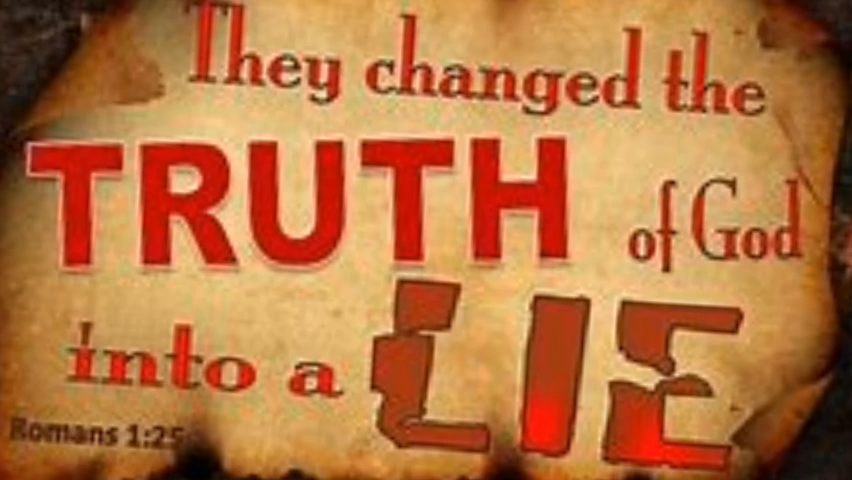 They changed the
TRUTH of God
into a LIE
Romans 1:25